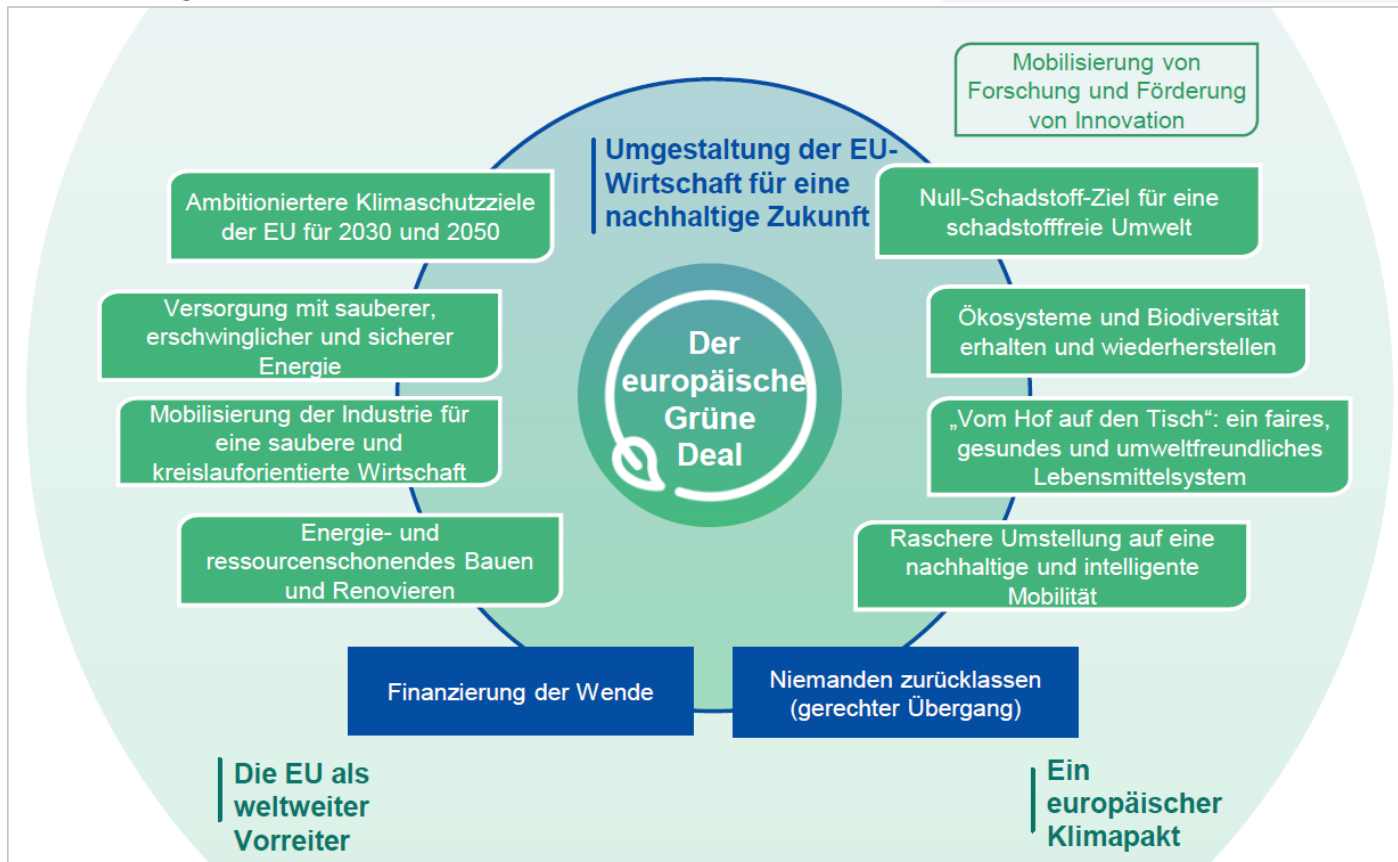 Mobilisierung von
Forschung und Förderung
von Innovation
Umgestaltung der EU-
Wirtschaft für eine
nachhaltige Zukunft
Ambitioniertere Klimaschutzziele
der EU für 2030 und 2050
Null-Schadstoff-Ziel für eine
schadstofffreie Umwelt
Versorgung mit sauberer,
erschwinglicher und sicherer
Energie
Ökosysteme und Biodiversität
erhalten und wiederherstellen
Der
europäische
Grüne
Deal
Mobilisierung der Industrie für
eine saubere und
kreislauforientierte Wirtschaft
„Vom Hof auf den Tisch“: ein faires,
gesundes und umweltfreundliches
Lebensmittelsystem
Energie- und
ressourcenschonendes Bauen
und Renovieren
Raschere Umstellung auf eine
nachhaltige und intelligente
Mobilität
Finanzierung der Wende
Niemanden zurücklassen
(gerechter Übergang)
Die EU als
weltweiter
Vorreiter
Ein
europäischer
Klimapakt